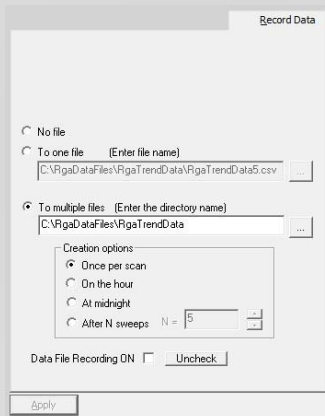 Record Data
No file
To one file (Enter file name)
C:\RgaDataFiles\RgaTrendData\RgaTrendData5.csv ...
To multiple files (Enter the directory name)
C:\RgaDataFiles\RgaTrendData ...
Creation options
Once per scan
On the hour
At midnight
After N sweeps N = 5
Data File Recording ON Uncheck
Apply